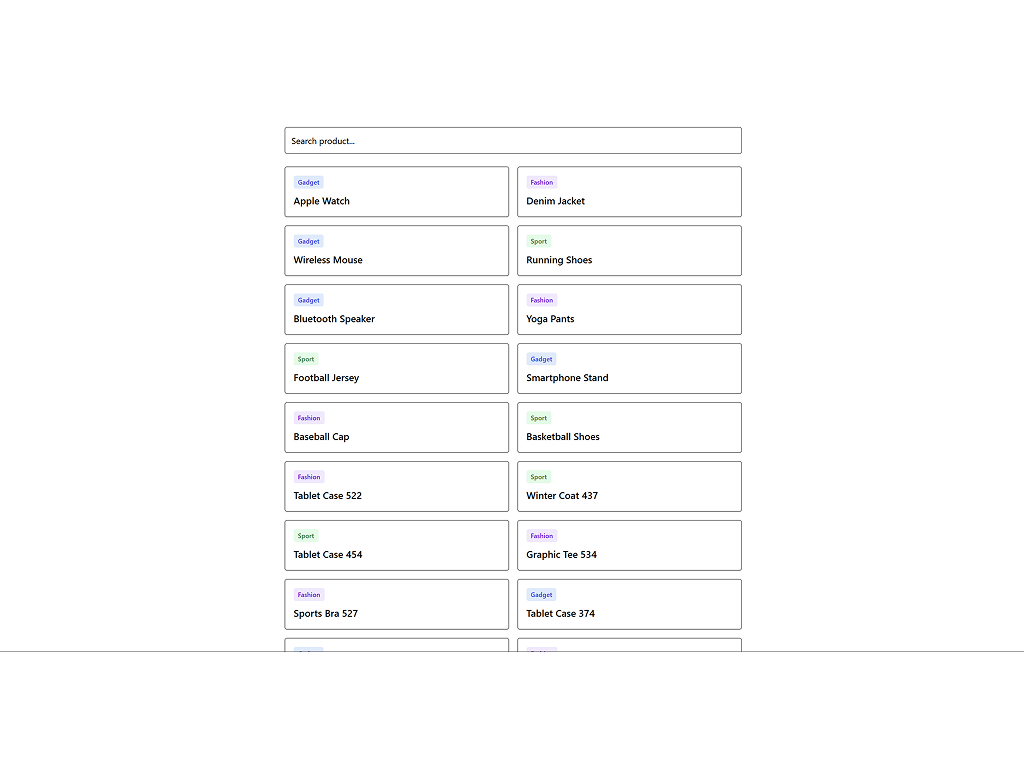 Search product...
Gadget
Apple Watch
Fashion
Denim Jacket
Gadget
Wireless Mouse
Sport
Running Shoes
Gadget
Bluetooth Speaker
Fashion
Yoga Pants
Sport
Football Jersey
Gadget
Smartphone Stand
Fashion
Baseball Cap
Sport
Basketball Shoes
Fashion
Tablet Case 522
Sport
Winter Coat 437
Sport
Tablet Case 454
Fashion
Graphic Tee 534
Fashion
Sports Bra 527
Gadget
Tablet Case 374